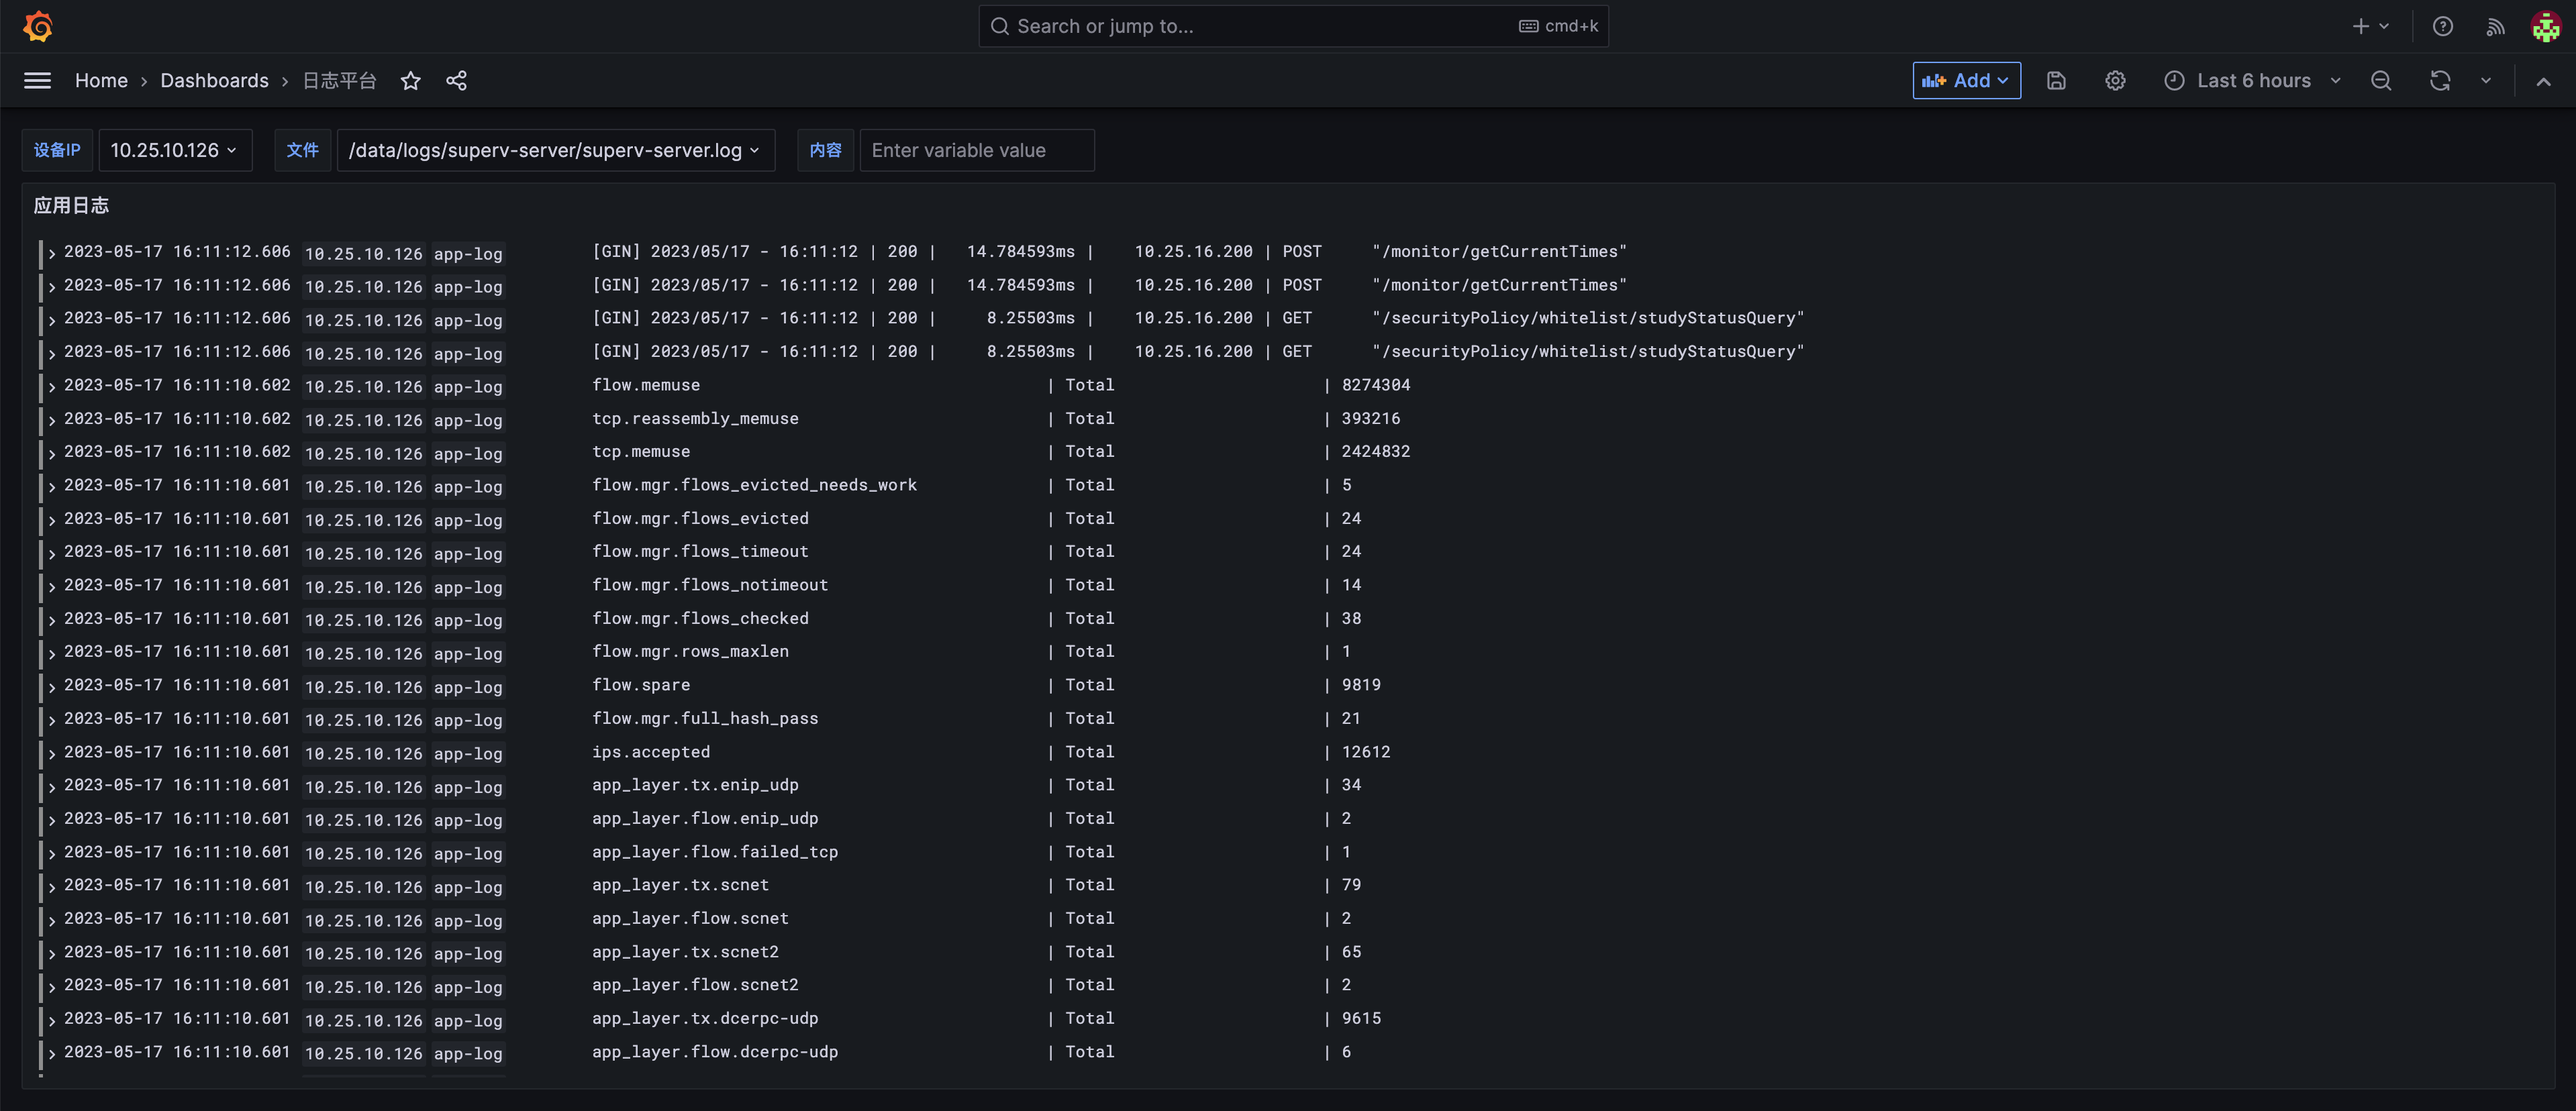 Search or jump to... cmd+k
Home › Dashboards › 日志平台 Add Last 6 hours
设备IP 10.25.10.126 文件 /data/logs/superv-server/superv-server.log 内容 Enter variable value
应用日志
2023-05-17 16:11:12.606 10.25.10.126 app-log [GIN] 2023/05/17 - 16:11:12 | 200 | 14.784593ms | 10.25.16.200 | POST "/monitor/getCurrentTimes"
2023-05-17 16:11:12.606 10.25.10.126 app-log [GIN] 2023/05/17 - 16:11:12 | 200 | 14.784593ms | 10.25.16.200 | POST "/monitor/getCurrentTimes"
2023-05-17 16:11:12.606 10.25.10.126 app-log [GIN] 2023/05/17 - 16:11:12 | 200 | 8.25503ms | 10.25.16.200 | GET "/securityPolicy/whitelist/studyStatusQuery"
2023-05-17 16:11:12.606 10.25.10.126 app-log [GIN] 2023/05/17 - 16:11:12 | 200 | 8.25503ms | 10.25.16.200 | GET "/securityPolicy/whitelist/studyStatusQuery"
2023-05-17 16:11:10.602 10.25.10.126 app-log flow.memuse | Total | 8274304
2023-05-17 16:11:10.602 10.25.10.126 app-log tcp.reassembly_memuse | Total | 393216
2023-05-17 16:11:10.602 10.25.10.126 app-log tcp.memuse | Total | 2424832
2023-05-17 16:11:10.601 10.25.10.126 app-log flow.mgr.flows_evicted_needs_work | Total | 5
2023-05-17 16:11:10.601 10.25.10.126 app-log flow.mgr.flows_evicted | Total | 24
2023-05-17 16:11:10.601 10.25.10.126 app-log flow.mgr.flows_timeout | Total | 24
2023-05-17 16:11:10.601 10.25.10.126 app-log flow.mgr.flows_notimeout | Total | 14
2023-05-17 16:11:10.601 10.25.10.126 app-log flow.mgr.flows_checked | Total | 38
2023-05-17 16:11:10.601 10.25.10.126 app-log flow.mgr.rows_maxlen | Total | 1
2023-05-17 16:11:10.601 10.25.10.126 app-log flow.spare | Total | 9819
2023-05-17 16:11:10.601 10.25.10.126 app-log flow.mgr.full_hash_pass | Total | 21
2023-05-17 16:11:10.601 10.25.10.126 app-log ips.accepted | Total | 12612
2023-05-17 16:11:10.601 10.25.10.126 app-log app_layer.tx.enip_udp | Total | 34
2023-05-17 16:11:10.601 10.25.10.126 app-log app_layer.flow.enip_udp | Total | 2
2023-05-17 16:11:10.601 10.25.10.126 app-log app_layer.flow.failed_tcp | Total | 1
2023-05-17 16:11:10.601 10.25.10.126 app-log app_layer.tx.scnet | Total | 79
2023-05-17 16:11:10.601 10.25.10.126 app-log app_layer.flow.scnet | Total | 2
2023-05-17 16:11:10.601 10.25.10.126 app-log app_layer.tx.scnet2 | Total | 65
2023-05-17 16:11:10.601 10.25.10.126 app-log app_layer.flow.scnet2 | Total | 2
2023-05-17 16:11:10.601 10.25.10.126 app-log app_layer.tx.dcerpc-udp | Total | 9615
2023-05-17 16:11:10.601 10.25.10.126 app-log app_layer.flow.dcerpc-udp | Total | 6